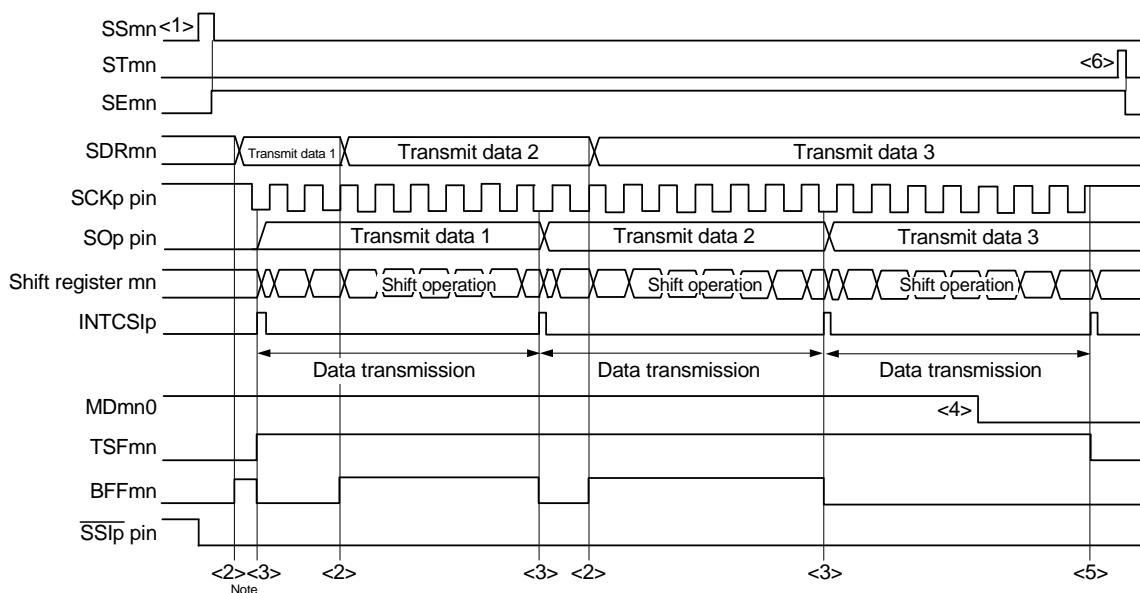 SSmn <1>
STmn <6>
SEmn
SDRmn Transmit data 1 Transmit data 2 Transmit data 3
SCKp pin
SOp pin Transmit data 1 Transmit data 2 Transmit data 3
Shift register mn Shift operation Shift operation Shift operation
INTCSIp
Data transmission Data transmission Data transmission
MDmn0 <4>
TSFmn
BFFmn
SSIp pin
<2> <3> <2> <3> <2> <3> <5>
Note